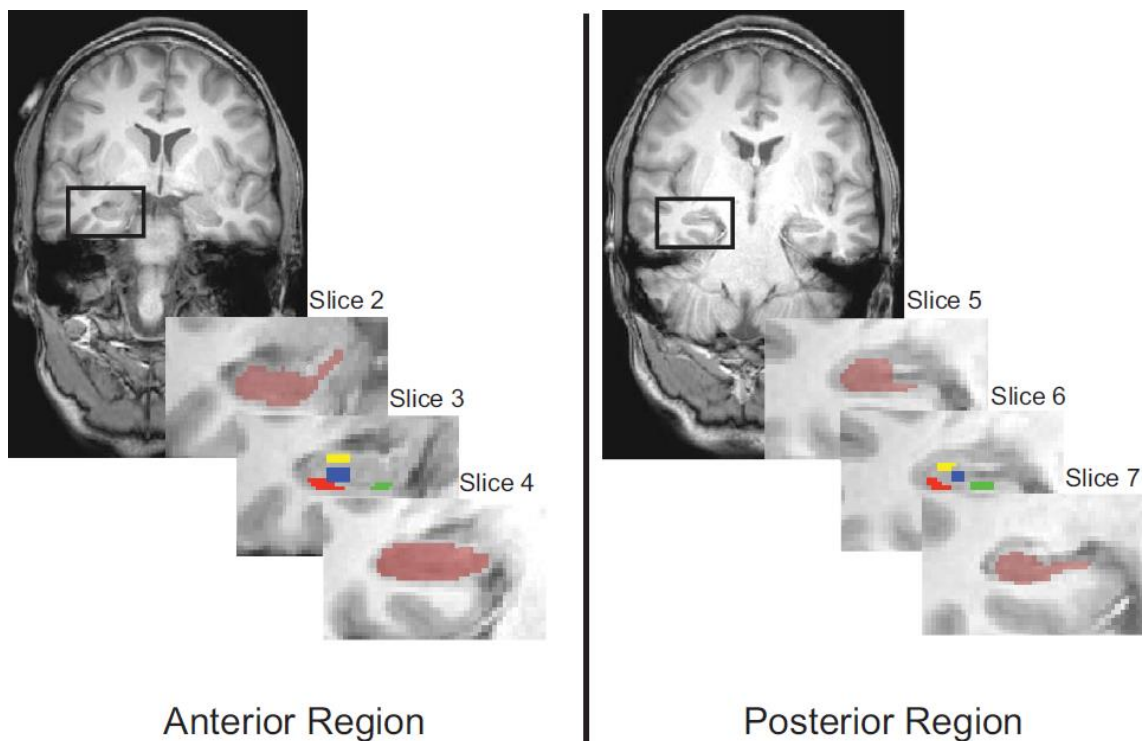 Slice 2
Slice 3
Slice 4
Anterior Region
Slice 5
Slice 6
Slice 7
Posterior Region